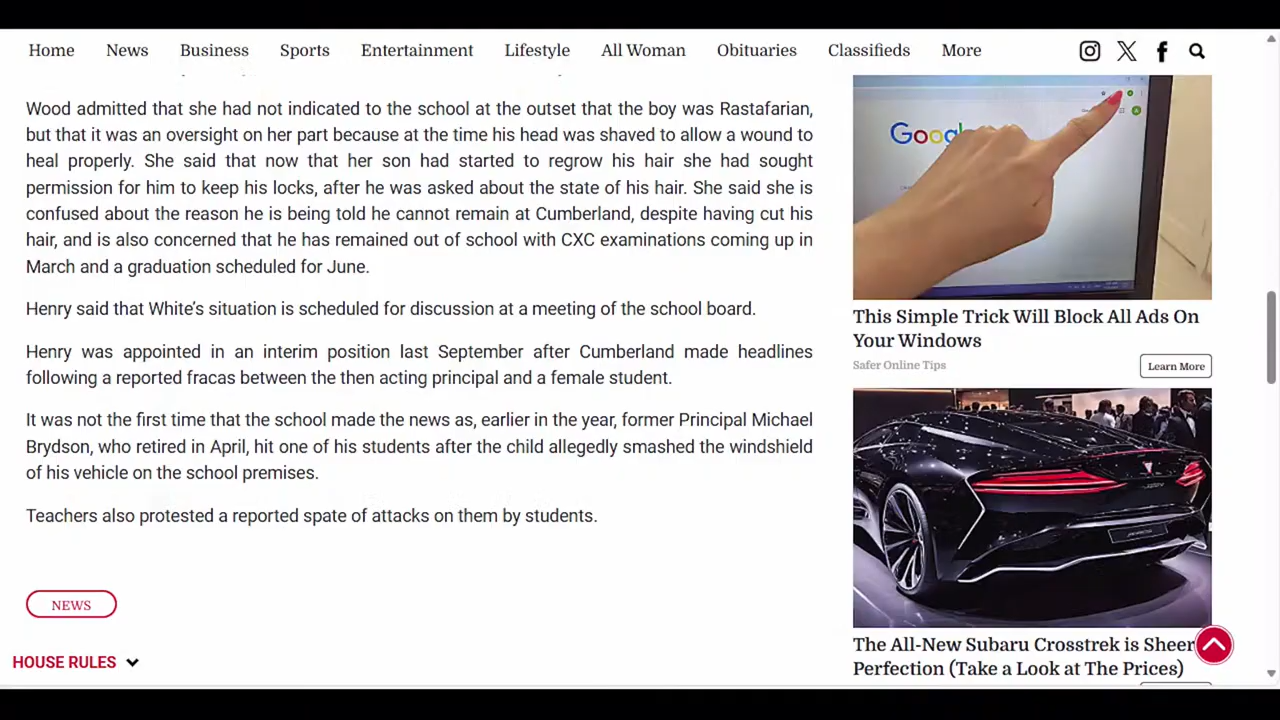 Home News Business Sports Entertainment Lifestyle All Woman Obituaries Classifieds More
Wood admitted that she had not indicated to the school at the outset that the boy was Rastafarian,
but that it was an oversight on her part because at the time his head was shaved to allow a wound to
heal properly. She said that now that her son had started to regrow his hair she had sought
permission for him to keep his locks, after he was asked about the state of his hair. She said she is
confused about the reason he is being told he cannot remain at Cumberland, despite having cut his
hair, and is also concerned that he has remained out of school with CXC examinations coming up in
March and a graduation scheduled for June.
Henry said that White’s situation is scheduled for discussion at a meeting of the school board.
Henry was appointed in an interim position last September after Cumberland made headlines
following a reported fracas between the then acting principal and a female student.
It was not the first time that the school made the news as, earlier in the year, former Principal Michael
Brydson, who retired in April, hit one of his students after the child allegedly smashed the windshield
of his vehicle on the school premises.
Teachers also protested a reported spate of attacks on them by students.
NEWS
HOUSE RULES
This Simple Trick Will Block All Ads On
Your Windows
Safer Online Tips
Learn More
The All-New Subaru Crosstrek is Sheer
Perfection (Take a Look at The Prices)